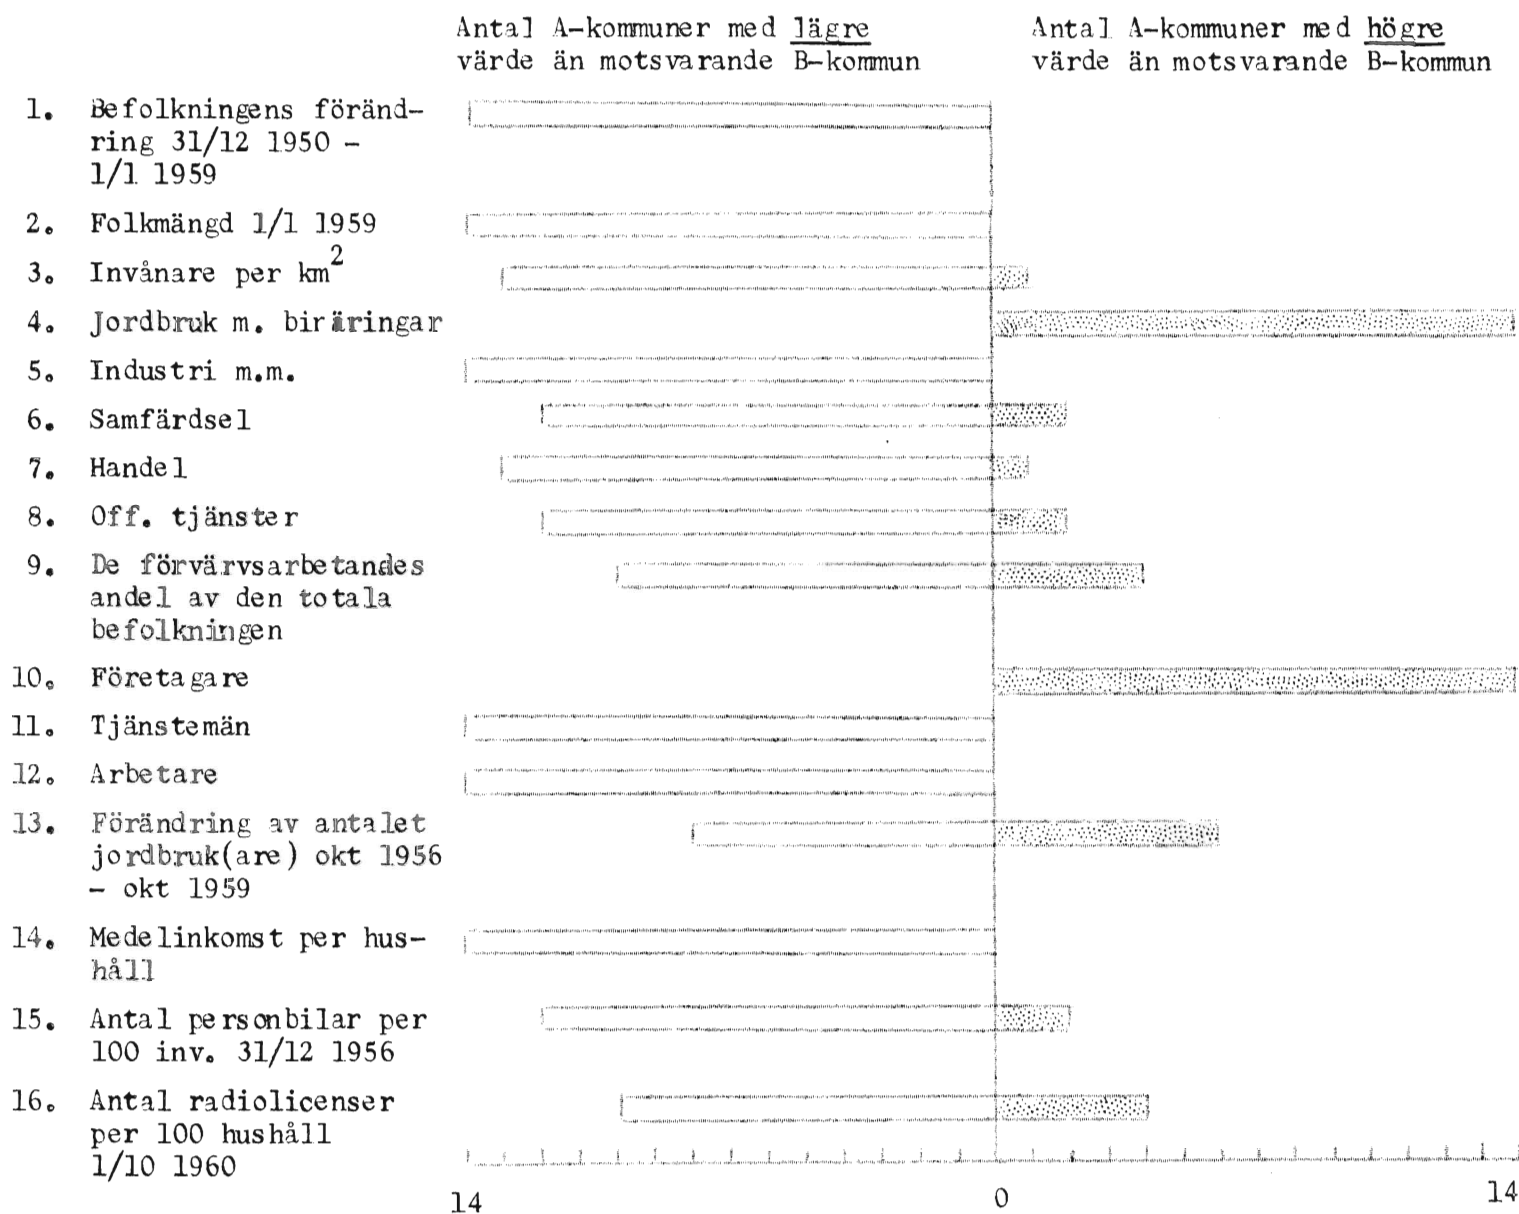 Antal A-kommuner med lägre
värde än motsvarande B-kommun
Antal A-kommuner med högre
värde än motsvarande B-kommun
1. Befolkningens föränd-
ring 31/12 1950 -
1/1 1959
2. Folkmängd 1/1 1959
3. Invånare per km²
4. Jordbruk m. biräringar
5. Industri m.m.
6. Samfärdsel
7. Handel
8. Off. tjänster
9. De förvärvsarbetandes
andel av den totala
befolkningen
10. Företagare
11. Tjänstemän
12. Arbetare
13. Förändring av antalet
jordbruk(are) okt 1956
- okt 1959
14. Medelinkomst per hus-
håll
15. Antal personbilar per
100 inv. 31/12 1956
16. Antal radiolicenser
per 100 hushåll
1/10 1960
14 0 14